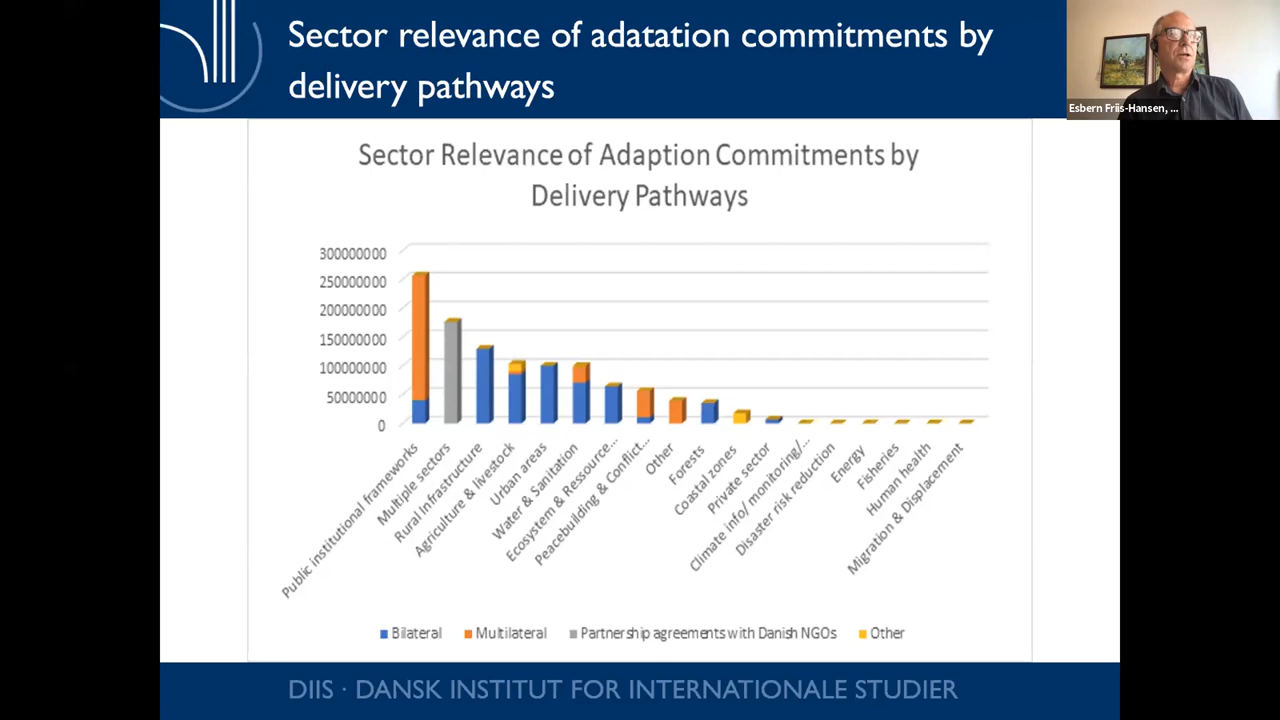 Sector relevance of adatation commitments by
delivery pathways
Esbern Friis-Hansen, ...
Sector Relevance of Adaption Commitments by
Delivery Pathways
300000000
250000000
200000000
150000000
100000000
50000000
0
Public institutional frameworks
Multiple sectors
Rural Infrastructure
Agriculture & livestock
Urban areas
Water & Sanitation
Ecosystem & Ressource...
Peacebuilding & Conflict...
Other
Forests
Coastal zones
Private sector
Climate info/ monitoring/...
Disaster risk reduction
Energy
Fisheries
Human health
Migration & Displacement
Bilateral
Multilateral
Partnership agreements with Danish NGOs
Other
DIIS · DANSK INSTITUT FOR INTERNATIONALE STUDIER